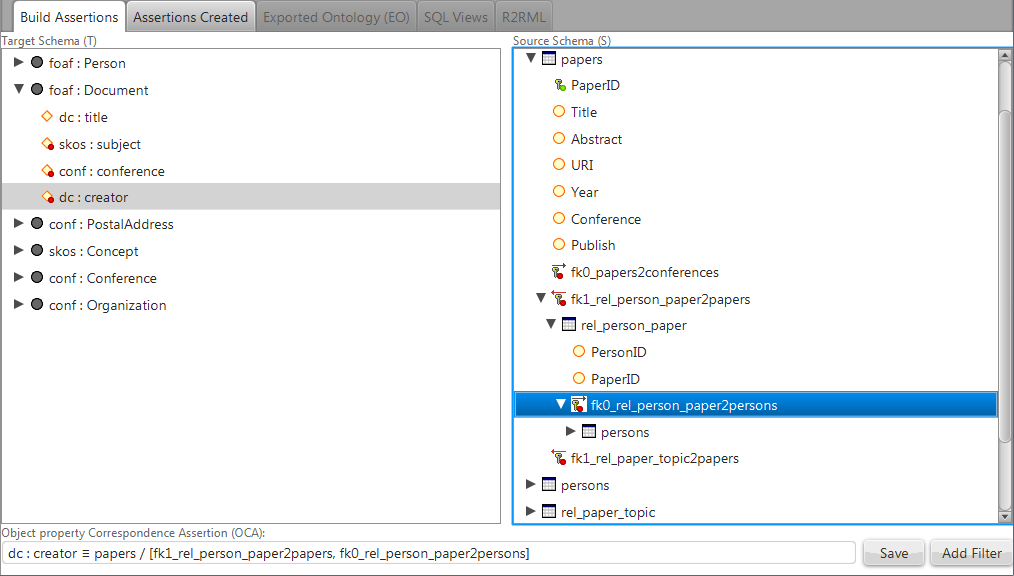 Build Assertions
Assertions Created
Exported Ontology (EO)
SQL Views
R2RML
Target Schema (T)
foaf : Person
foaf : Document
dc : title
skos : subject
conf : conference
dc : creator
conf : PostalAddress
skos : Concept
conf : Conference
conf : Organization
Source Schema (S)
papers
PaperID
Title
Abstract
URI
Year
Conference
Publish
fk0_papers2conferences
fk1_rel_person_paper2papers
rel_person_paper
PersonID
PaperID
fk0_rel_person_paper2persons
persons
fk1_rel_paper_topic2papers
persons
rel_paper_topic
Object property Correspondence Assertion (OCA):
dc : creator ≡ papers / [fk1_rel_person_paper2papers, fk0_rel_person_paper2persons]
Save
Add Filter